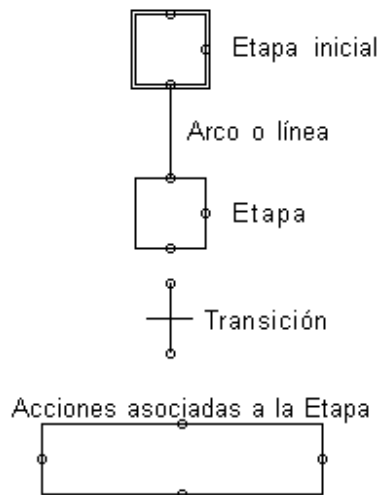 Etapa inicial
Arco o línea
Etapa
Transición
Acciones asociadas a la Etapa